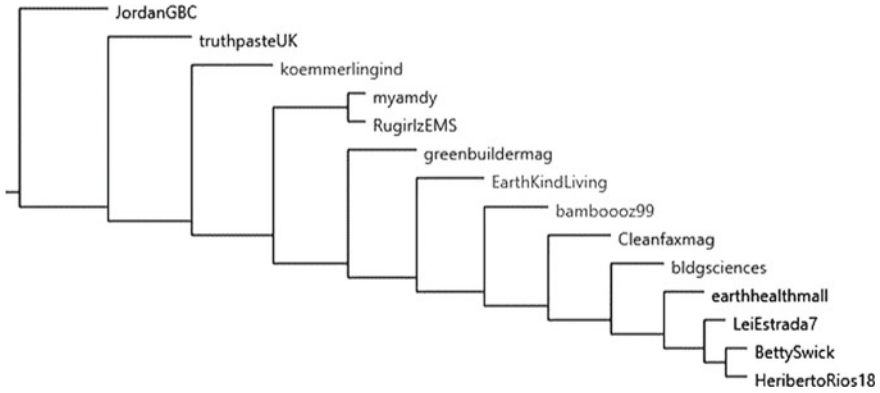 JordanGBC
truthpasteUK
koemmerlingind
myamdy
RugirlzEMS
greenbuildermag
EarthKindLiving
bamboooz99
Cleanfaxmag
bldgsciences
earthhealthmall
LeiEstrada7
BettySwick
HeribertoRios18